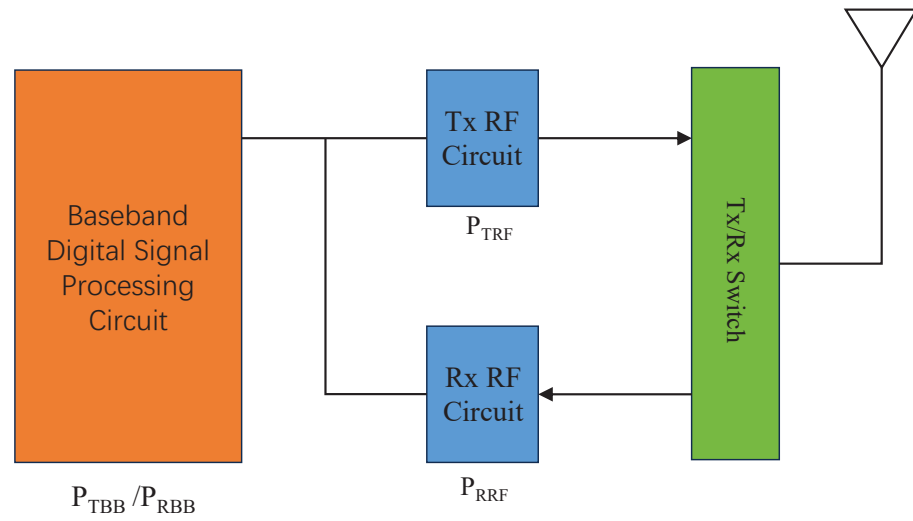 Baseband
Digital Signal
Processing
Circuit
P_TBB /P_RBB
Tx RF
Circuit
P_TRF
Rx RF
Circuit
P_RRF
Tx/Rx Switch